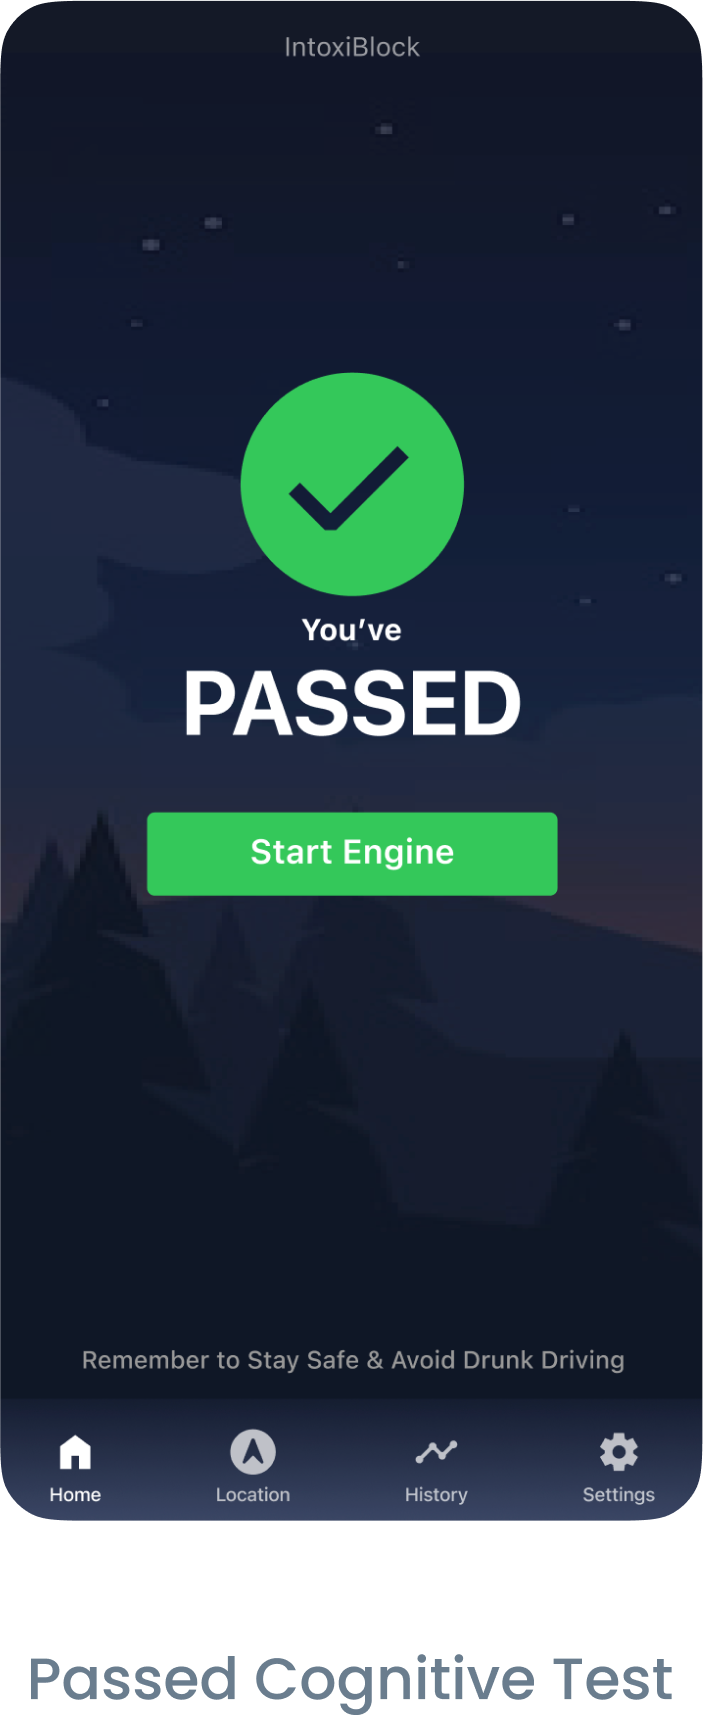 IntoxiBlock
You’ve
PASSED
Start Engine
Remember to Stay Safe & Avoid Drunk Driving
Home
Location
History
Settings
Passed Cognitive Test